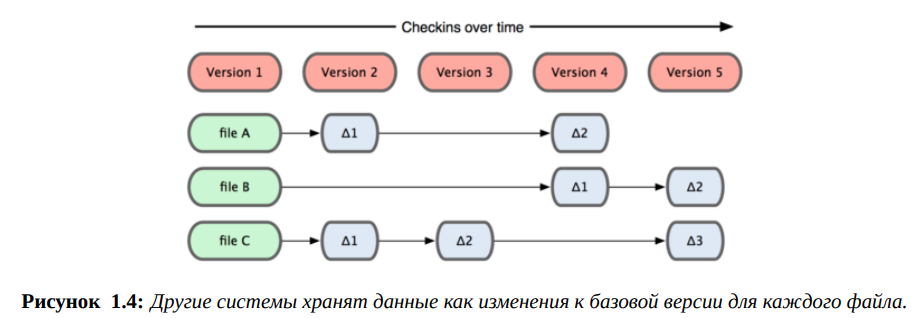 Checkins over time
Version 1 Version 2 Version 3 Version 4 Version 5
file A Δ1 Δ2
file B Δ1 Δ2
file C Δ1 Δ2 Δ3
Рисунок 1.4: Другие системы хранят данные как изменения к базовой версии для каждого файла.